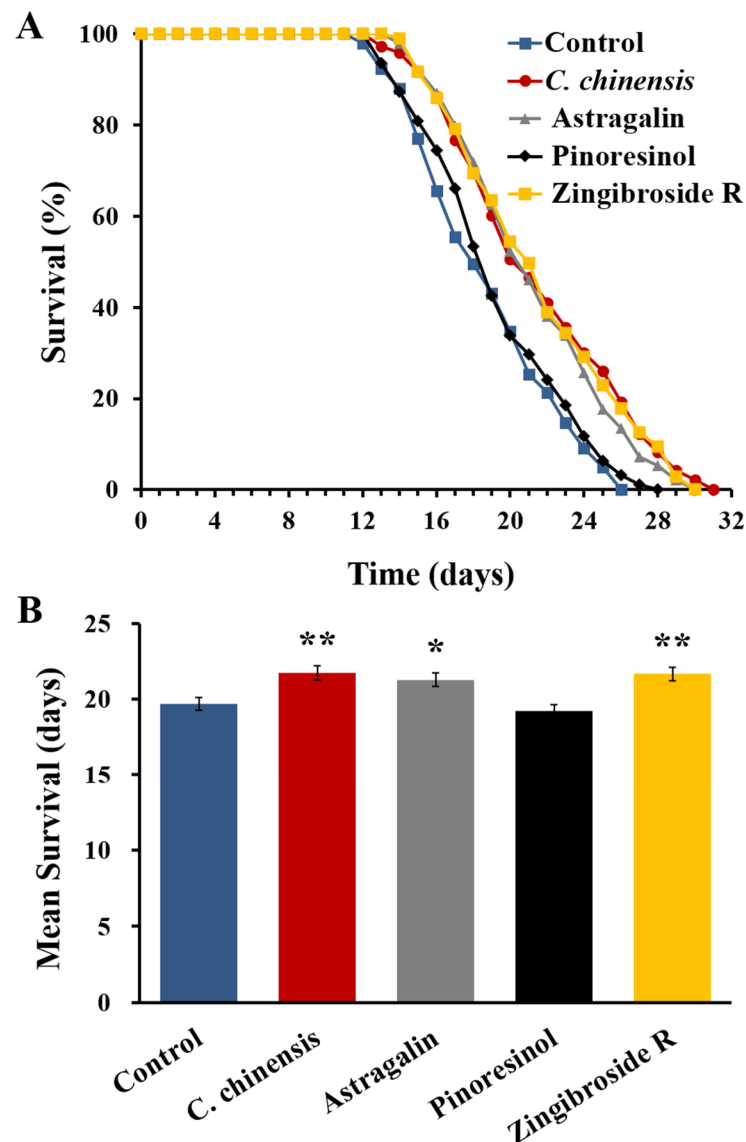 A
100
80
60
40
20
0
Survival (%)
Control
C. chinensis
Astragalin
Pinoresinol
Zingibroside R
0 4 8 12 16 20 24 28 32
Time (days)
B
25
20
15
10
5
0
Mean Survival (days)
** * **
Control C. chinensis Astragalin Pinoresinol Zingibroside R